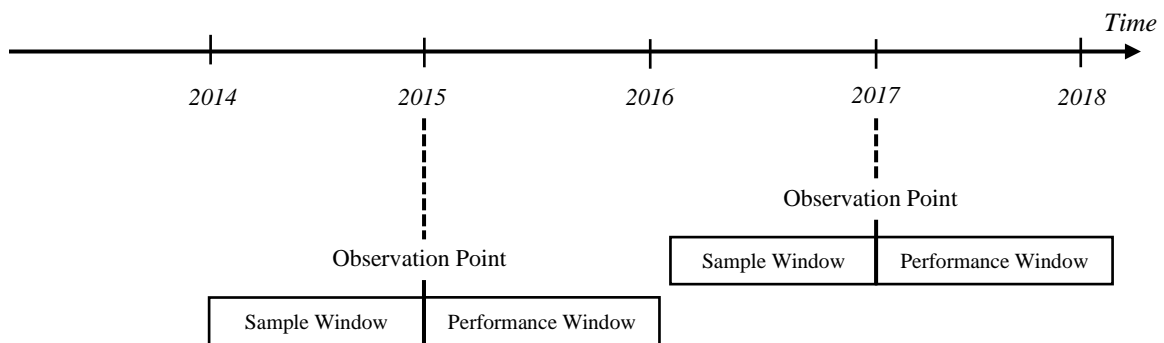 Time
2014 2015 2016 2017 2018
Observation Point
Sample Window Performance Window
Observation Point
Sample Window Performance Window